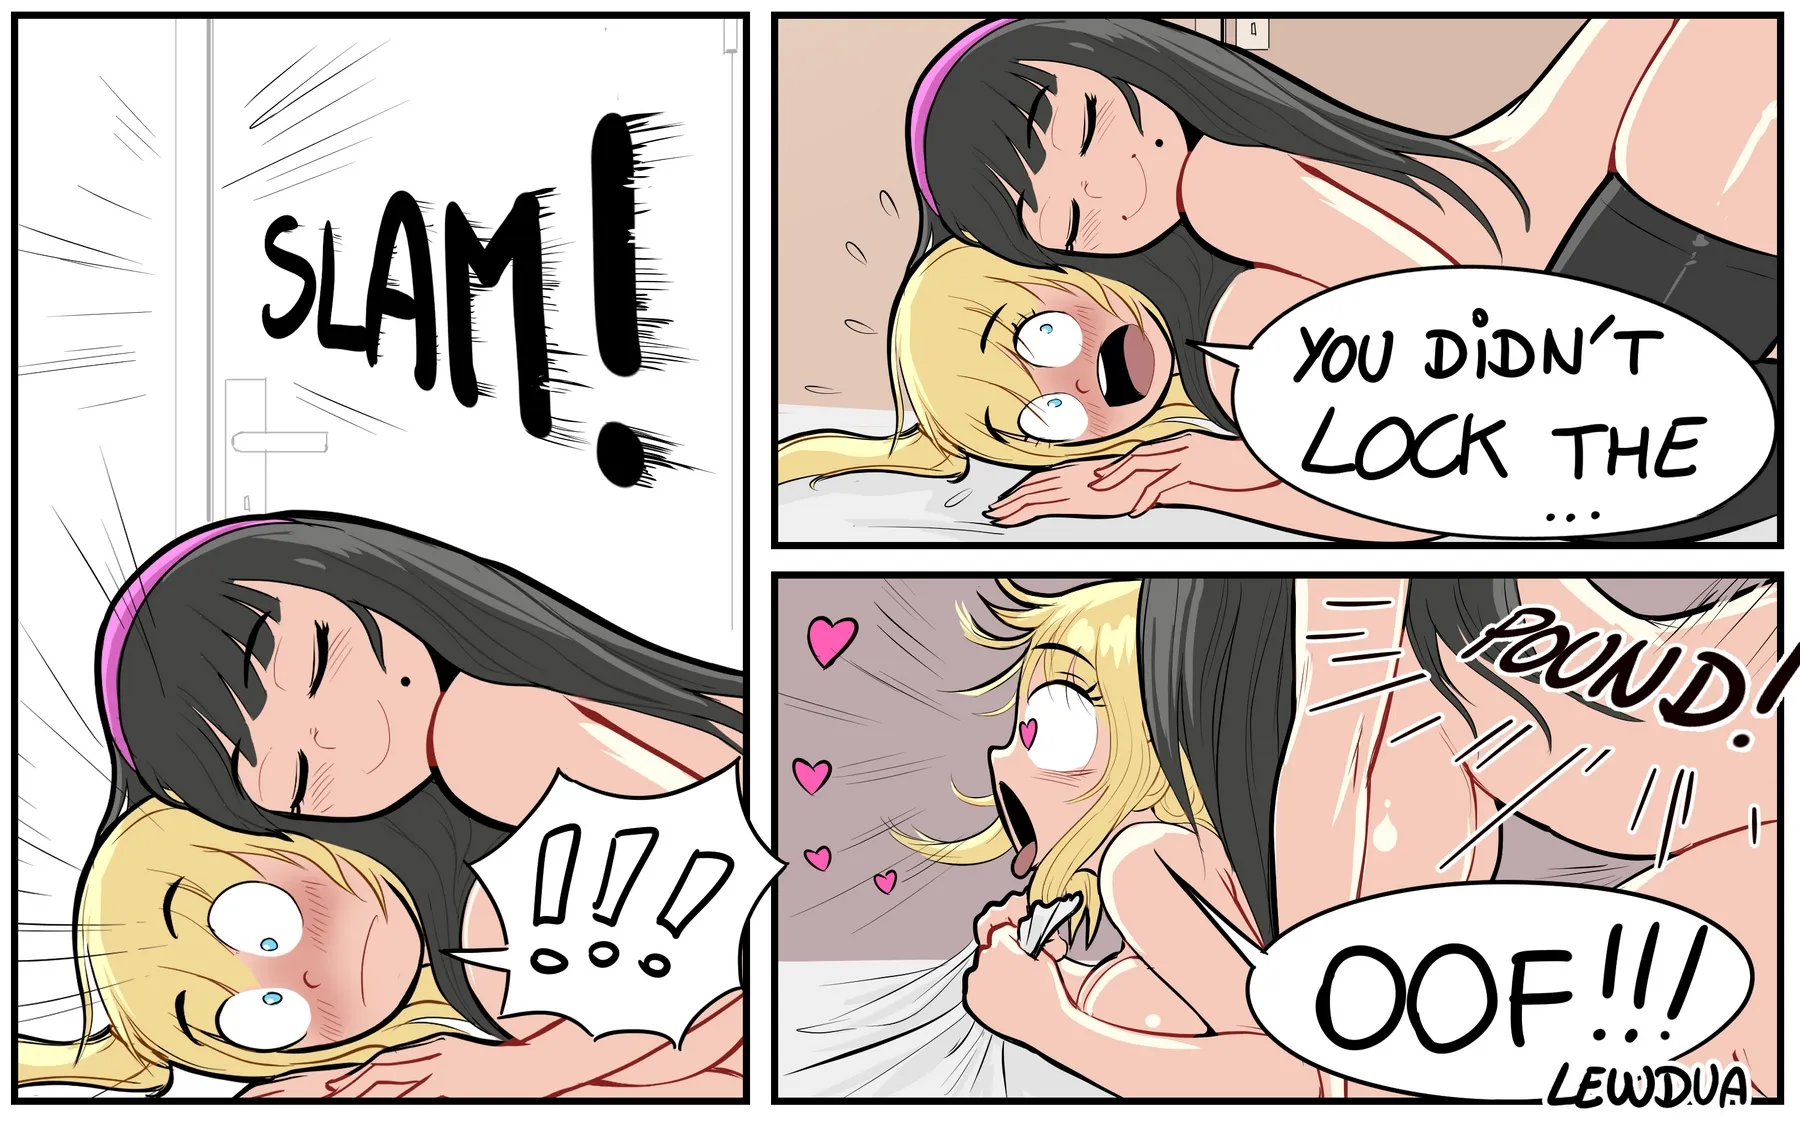 SLAM!
!!!
YOU DIDN'T
LOCK THE
...
POUND!
OOF!!!
LEWDUA